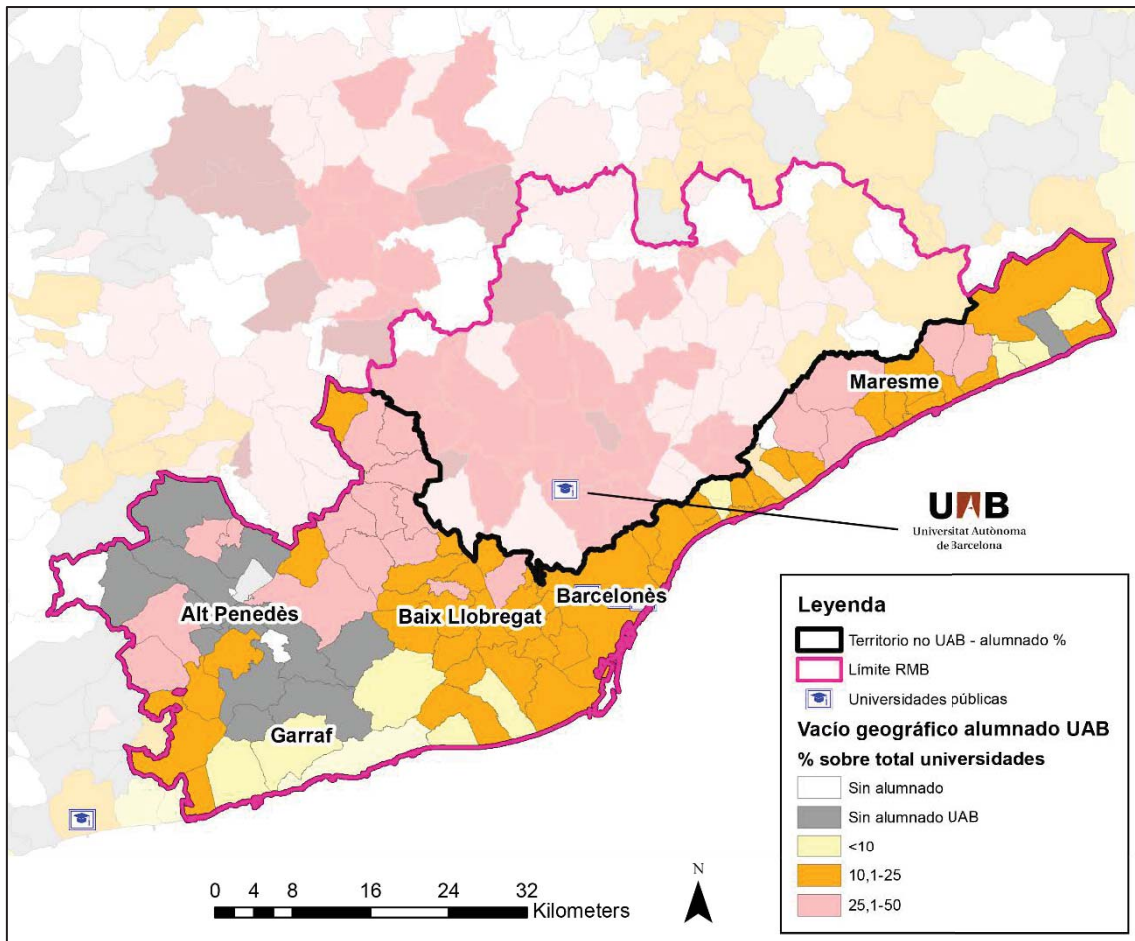 Maresme
UAB
Universitat Autònoma
de Barcelona
Alt Penedès
Baix Llobregat
Barcelonès
Garraf
Leyenda
Territorio no UAB - alumnado %
Límite RMB
Universidades públicas
Vacío geográfico alumnado UAB
% sobre total universidades
Sin alumnado
Sin alumnado UAB
<10
10,1-25
25,1-50
N
0 4 8 16 24 32
Kilometers